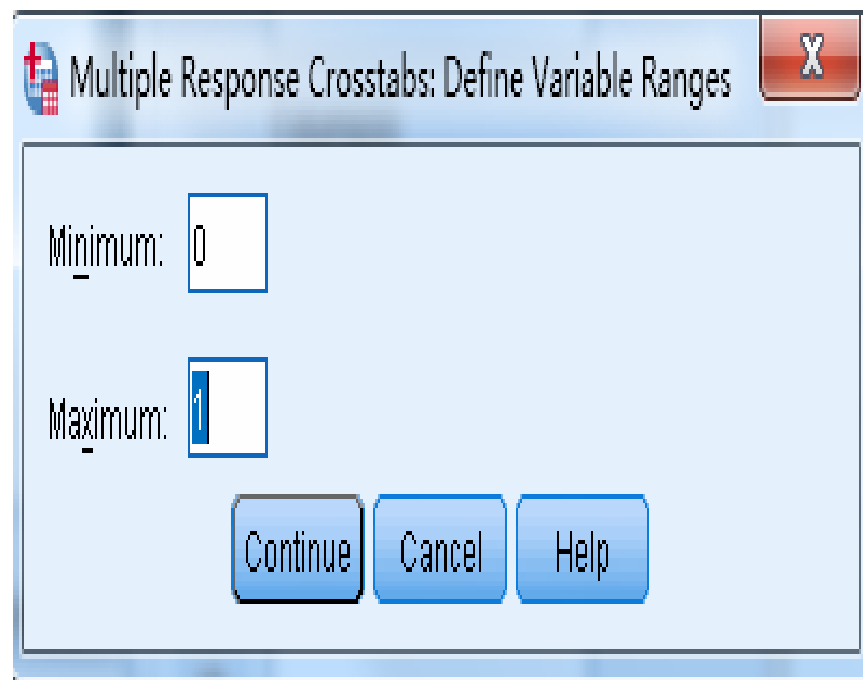 Multiple Response Crosstabs: Define Variable Ranges X
Minimum: 0
Maximum: 1
Continue Cancel Help